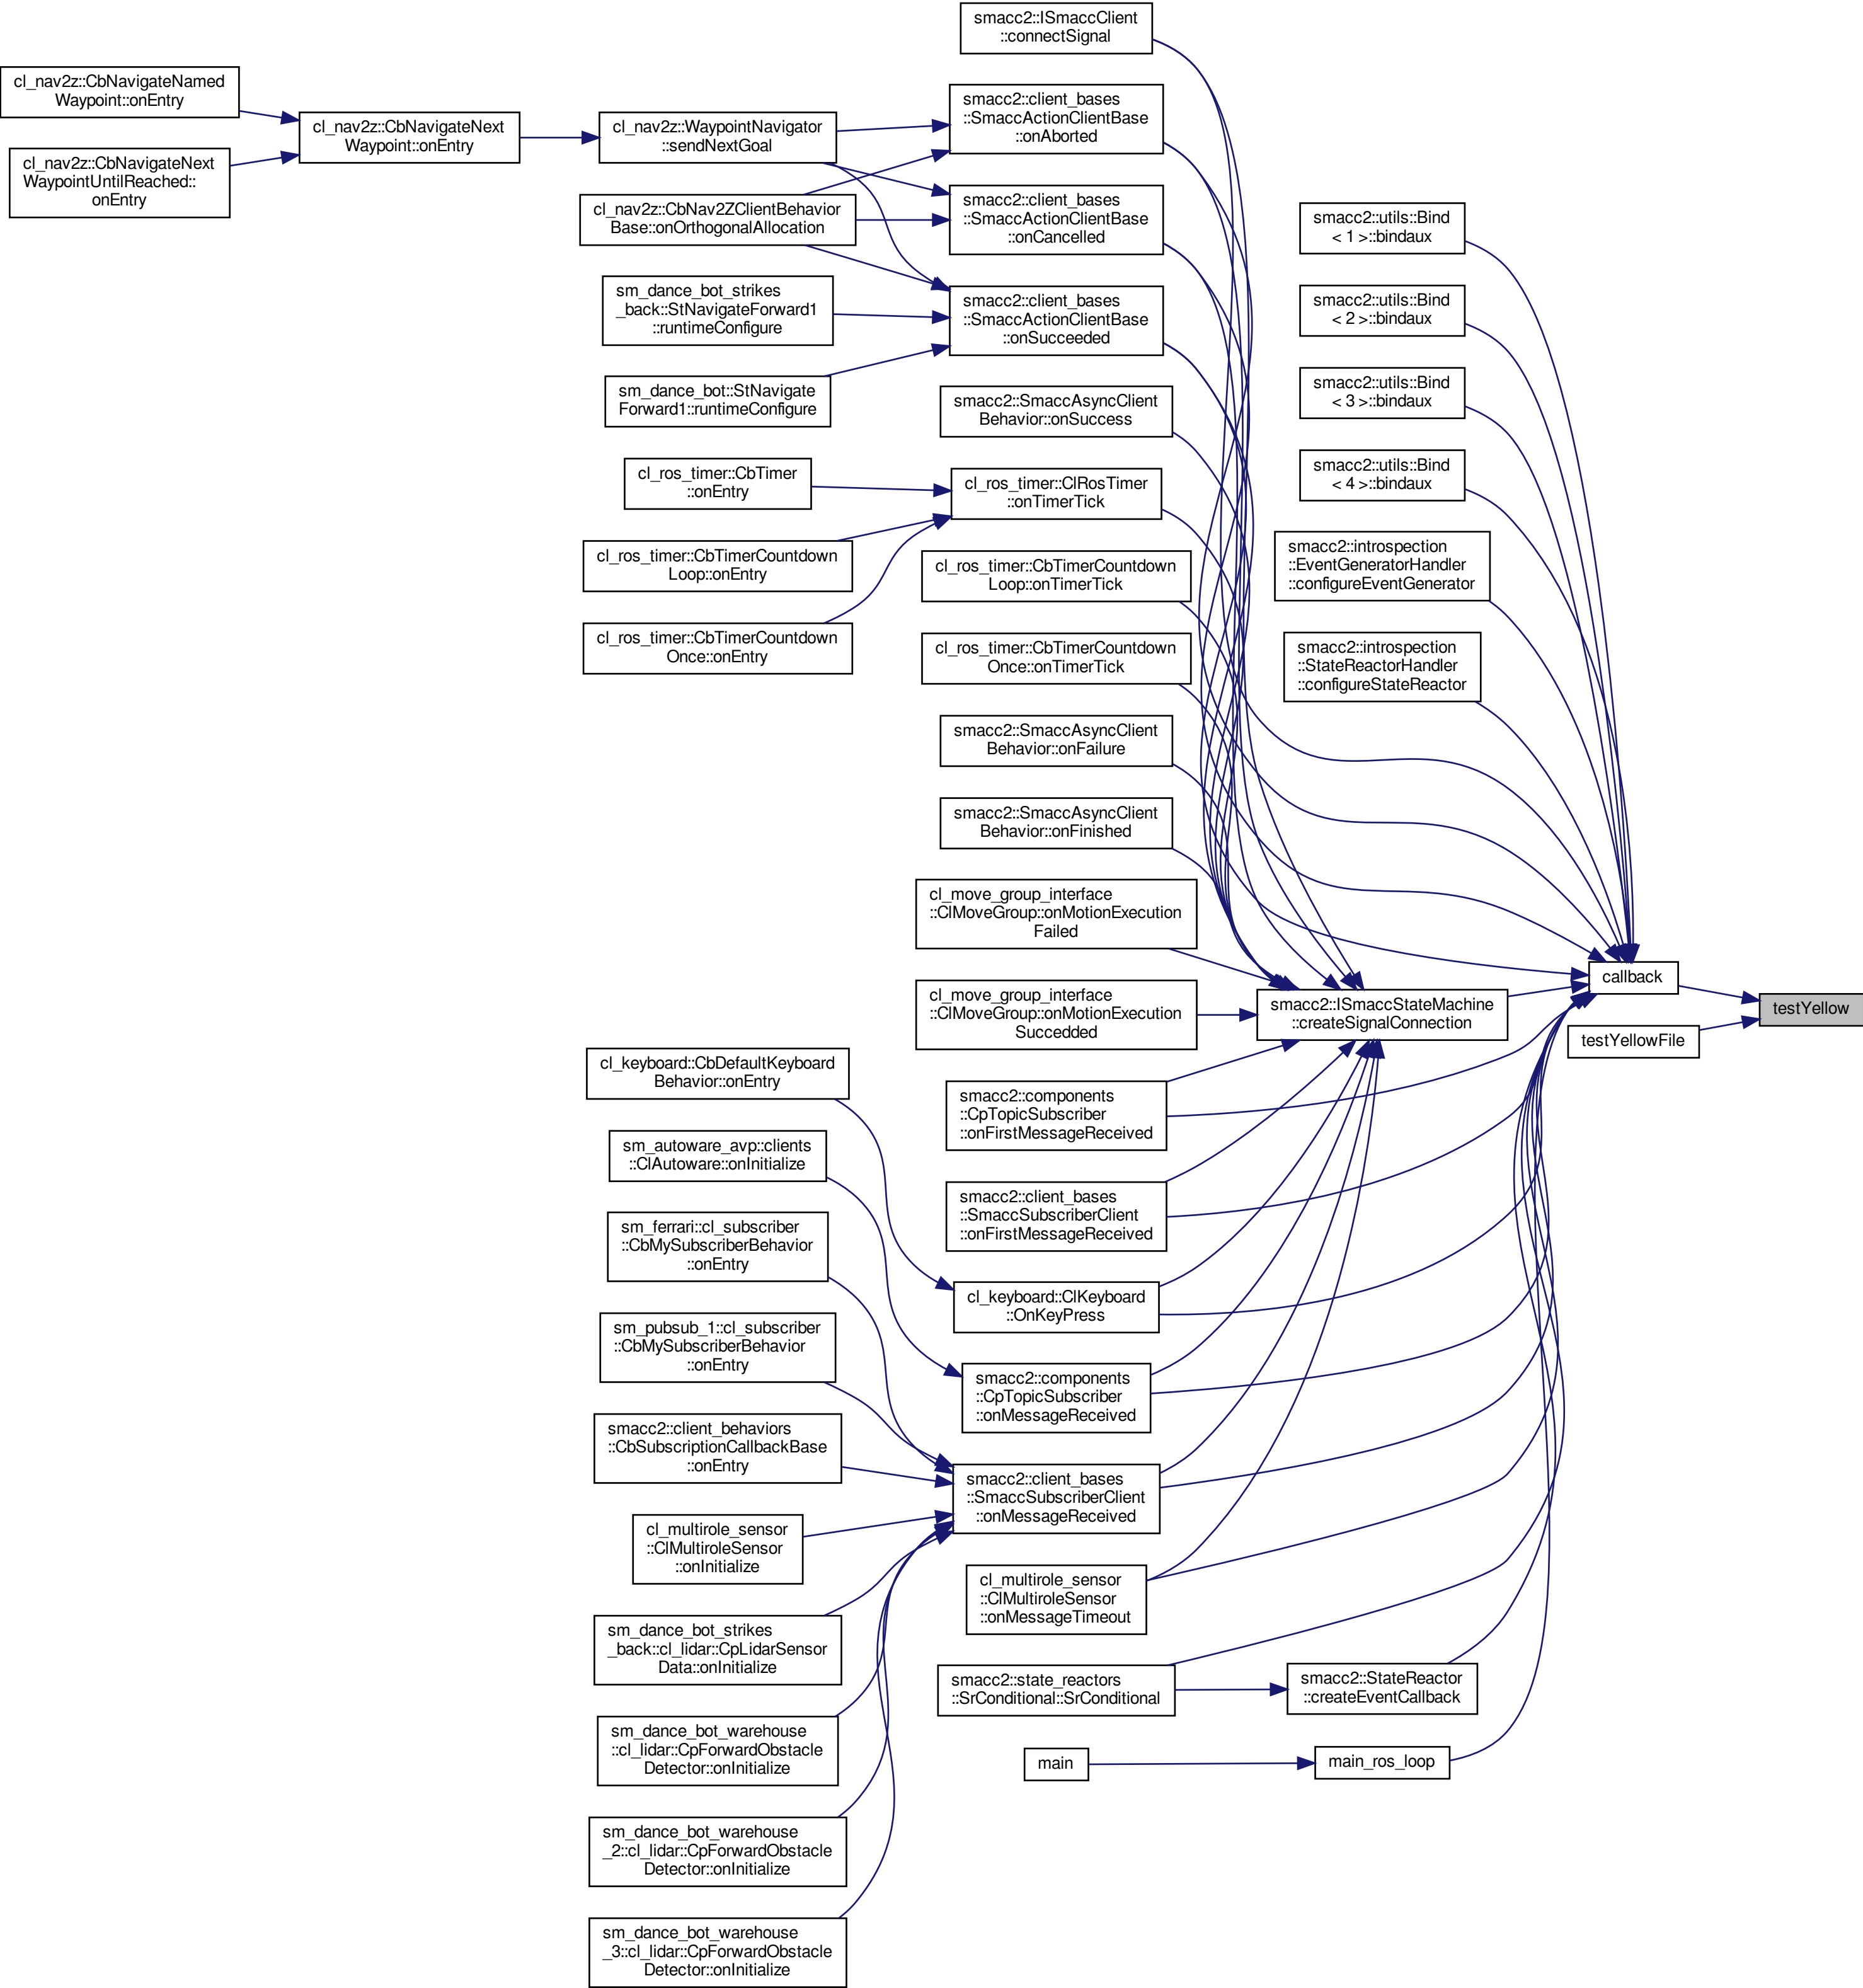 smacc2::ISmaccClient
::connectSignal
cl_nav2z::CbNavigateNamed
Waypoint::onEntry
cl_nav2z::CbNavigateNext
WaypointUntilReached::
onEntry
cl_nav2z::CbNavigateNext
Waypoint::onEntry
cl_nav2z::WaypointNavigator
::sendNextGoal
cl_nav2z::CbNav2ZClientBehavior
Base::onOrthogonalAllocation
sm_dance_bot_strikes
_back::StNavigateForward1
::runtimeConfigure
sm_dance_bot::StNavigate
Forward1::runtimeConfigure
cl_ros_timer::CbTimer
::onEntry
cl_ros_timer::CbTimerCountdown
Loop::onEntry
cl_ros_timer::CbTimerCountdown
Once::onEntry
cl_keyboard::CbDefaultKeyboard
Behavior::onEntry
sm_autoware_avp::clients
::ClAutoware::onInitialize
sm_ferrari::cl_subscriber
::CbMySubscriberBehavior
::onEntry
sm_pubsub_1::cl_subscriber
::CbMySubscriberBehavior
::onEntry
smacc2::client_behaviors
::CbSubscriptionCallbackBase
::onEntry
cl_multirole_sensor
::ClMultiroleSensor
::onInitialize
sm_dance_bot_strikes
_back::cl_lidar::CpLidarSensor
Data::onInitialize
sm_dance_bot_warehouse
::cl_lidar::CpForwardObstacle
Detector::onInitialize
sm_dance_bot_warehouse
_2::cl_lidar::CpForwardObstacle
Detector::onInitialize
sm_dance_bot_warehouse
_3::cl_lidar::CpForwardObstacle
Detector::onInitialize
smacc2::client_bases
::SmaccActionClientBase
::onAborted
smacc2::client_bases
::SmaccActionClientBase
::onCancelled
smacc2::client_bases
::SmaccActionClientBase
::onSucceeded
smacc2::SmaccAsyncClient
Behavior::onSuccess
cl_ros_timer::ClRosTimer
::onTimerTick
cl_ros_timer::CbTimerCountdown
Loop::onTimerTick
cl_ros_timer::CbTimerCountdown
Once::onTimerTick
smacc2::SmaccAsyncClient
Behavior::onFailure
smacc2::SmaccAsyncClient
Behavior::onFinished
cl_move_group_interface
::ClMoveGroup::onMotionExecution
Failed
cl_move_group_interface
::ClMoveGroup::onMotionExecution
Succedded
smacc2::components
::CpTopicSubscriber
::onFirstMessageReceived
smacc2::client_bases
::SmaccSubscriberClient
::onFirstMessageReceived
cl_keyboard::ClKeyboard
::OnKeyPress
smacc2::components
::CpTopicSubscriber
::onMessageReceived
smacc2::client_bases
::SmaccSubscriberClient
::onMessageReceived
cl_multirole_sensor
::ClMultiroleSensor
::onMessageTimeout
smacc2::state_reactors
::SrConditional::SrConditional
main
smacc2::utils::Bind
< 1 >::bindaux
smacc2::utils::Bind
< 2 >::bindaux
smacc2::utils::Bind
< 3 >::bindaux
smacc2::utils::Bind
< 4 >::bindaux
smacc2::introspection
::EventGeneratorHandler
::configureEventGenerator
smacc2::introspection
::StateReactorHandler
::configureStateReactor
smacc2::ISmaccStateMachine
::createSignalConnection
smacc2::StateReactor
::createEventCallback
main_ros_loop
callback
testYellowFile
testYellow